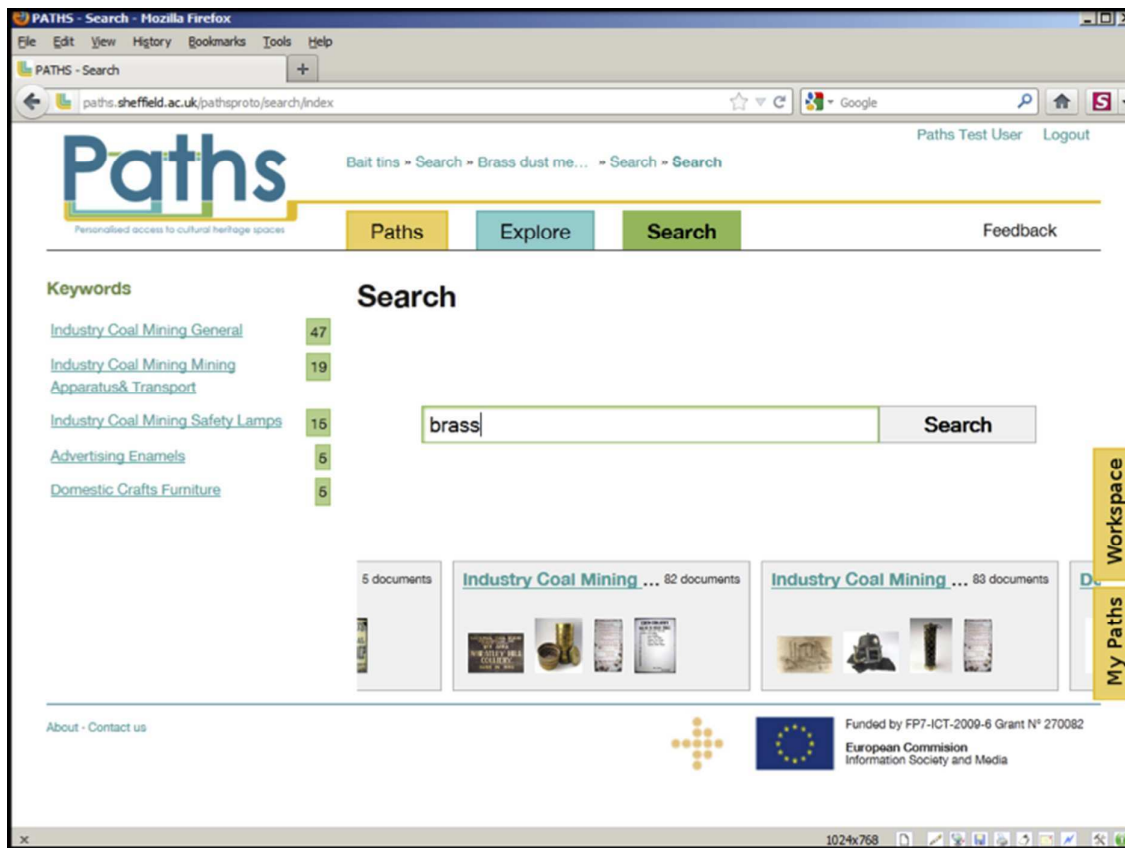 PATHS - Search - Mozilla Firefox
File Edit View History Bookmarks Tools Help
PATHS - Search
+
paths.sheffield.ac.uk/pathsproto/search/index
Google
S
Paths Test User Logout
Paths
Personalised access to cultural heritage spaces
Bait tins » Search » Brass dust me... » Search » Search
Paths Explore Search Feedback
Keywords
Industry Coal Mining General 47
Industry Coal Mining Mining
Apparatus& Transport 19
Industry Coal Mining Safety Lamps 15
Advertising Enamels 5
Domestic Crafts Furniture 5
Search
brass Search
Workspace
My Paths
5 documents
Industry Coal Mining ... 82 documents
WHEATLEY HILL
COLLIERY
Industry Coal Mining ... 83 documents
About - Contact us
Funded by FP7-ICT-2009-6 Grant N° 270082
European Commision
Information Society and Media
1024x768